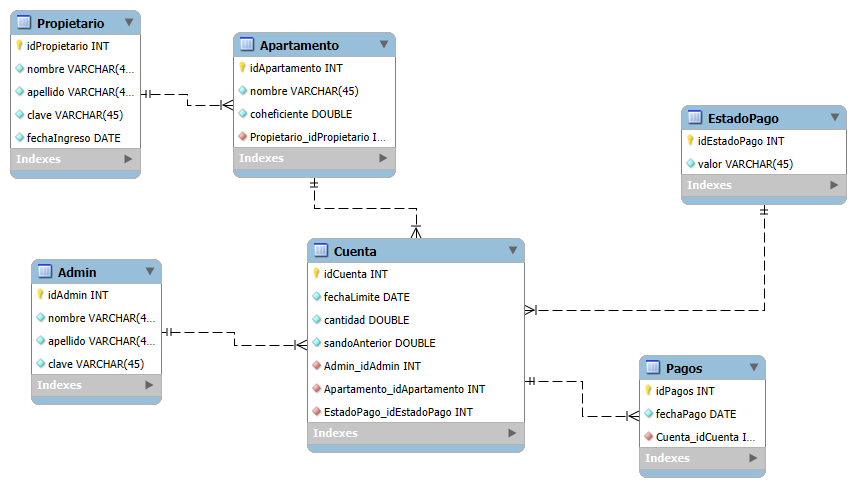 Propietario
idPropietario INT
nombre VARCHAR(4...
apellido VARCHAR(4...
clave VARCHAR(45)
fechaIngreso DATE
Indexes
Apartamento
idApartamento INT
nombre VARCHAR(45)
coheficiente DOUBLE
Propietario_idPropietario I...
Indexes
EstadoPago
idEstadoPago INT
valor VARCHAR(45)
Indexes
Admin
idAdmin INT
nombre VARCHAR(4...
apellido VARCHAR(4...
clave VARCHAR(45)
Indexes
Cuenta
idCuenta INT
fechaLimite DATE
cantidad DOUBLE
sandoAnterior DOUBLE
Admin_idAdmin INT
Apartamento_idApartamento INT
EstadoPago_idEstadoPago INT
Indexes
Pagos
idPagos INT
fechaPago DATE
Cuenta_idCuenta I...
Indexes